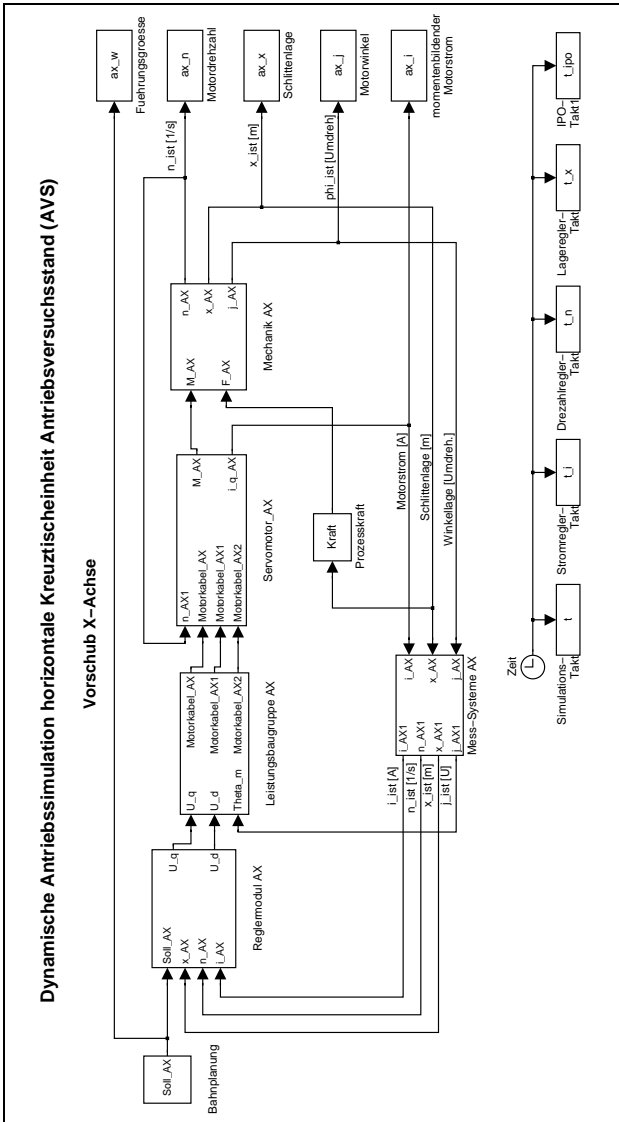 Dynamische Antriebssimulation horizontale Kreuztischeinheit Antriebsversuchsstand (AVS)
Vorschub X−Achse
Soll_AX
Bahnplanung
Soll_AX
x_AX
n_AX
i_AX
U_q
U_d
Reglermodul AX
U_q
U_d
Theta_m
Motorkabel_AX
Motorkabel_AX1
Motorkabel_AX2
Leistungsbaugruppe AX
n_AX1
Motorkabel_AX
Motorkabel_AX1
Motorkabel_AX2
M_AX
i_q_AX
Servomotor_AX
M_AX
F_AX
n_AX
x_AX
j_AX
Mechanik AX
n_ist [1/s]
x_ist [m]
phi_ist [Umdreh]
ax_w
Fuehrungsgroesse
ax_n
Motordrehzahl
ax_x
Schlittenlage
ax_j
Motorwinkel
ax_i
momentenbildender
Motorstrom
Kraft
Prozesskraft
Motorstrom [A]
Schlittenlage [m]
Winkellage [Umdreh.]
i_ist [A]
n_ist [1/s]
x_ist [m]
j_ist [U]
i_AX1
n_AX1
x_AX1
j_AX1
i_AX
x_AX
j_AX
Mess−Systeme AX
Zeit
t
Simulations−
Takt
t_i
Stromregler−
Takt
t_n
Drezahlregler−
Takt
t_x
Lageregler−
Takt
t_ipo
IPO−
Takt1